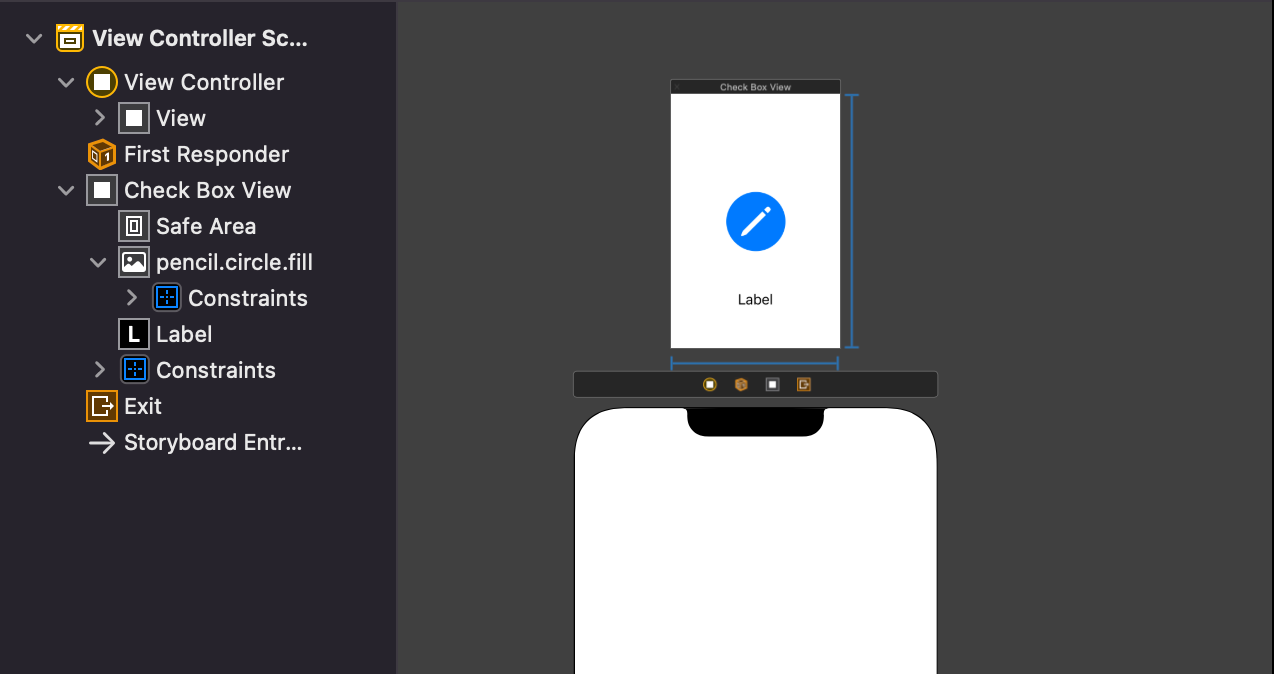 View Controller Sc...
View Controller
View
First Responder
Check Box View
Safe Area
pencil.circle.fill
Constraints
L Label
Constraints
Exit
Storyboard Entr...
Check Box View
Label